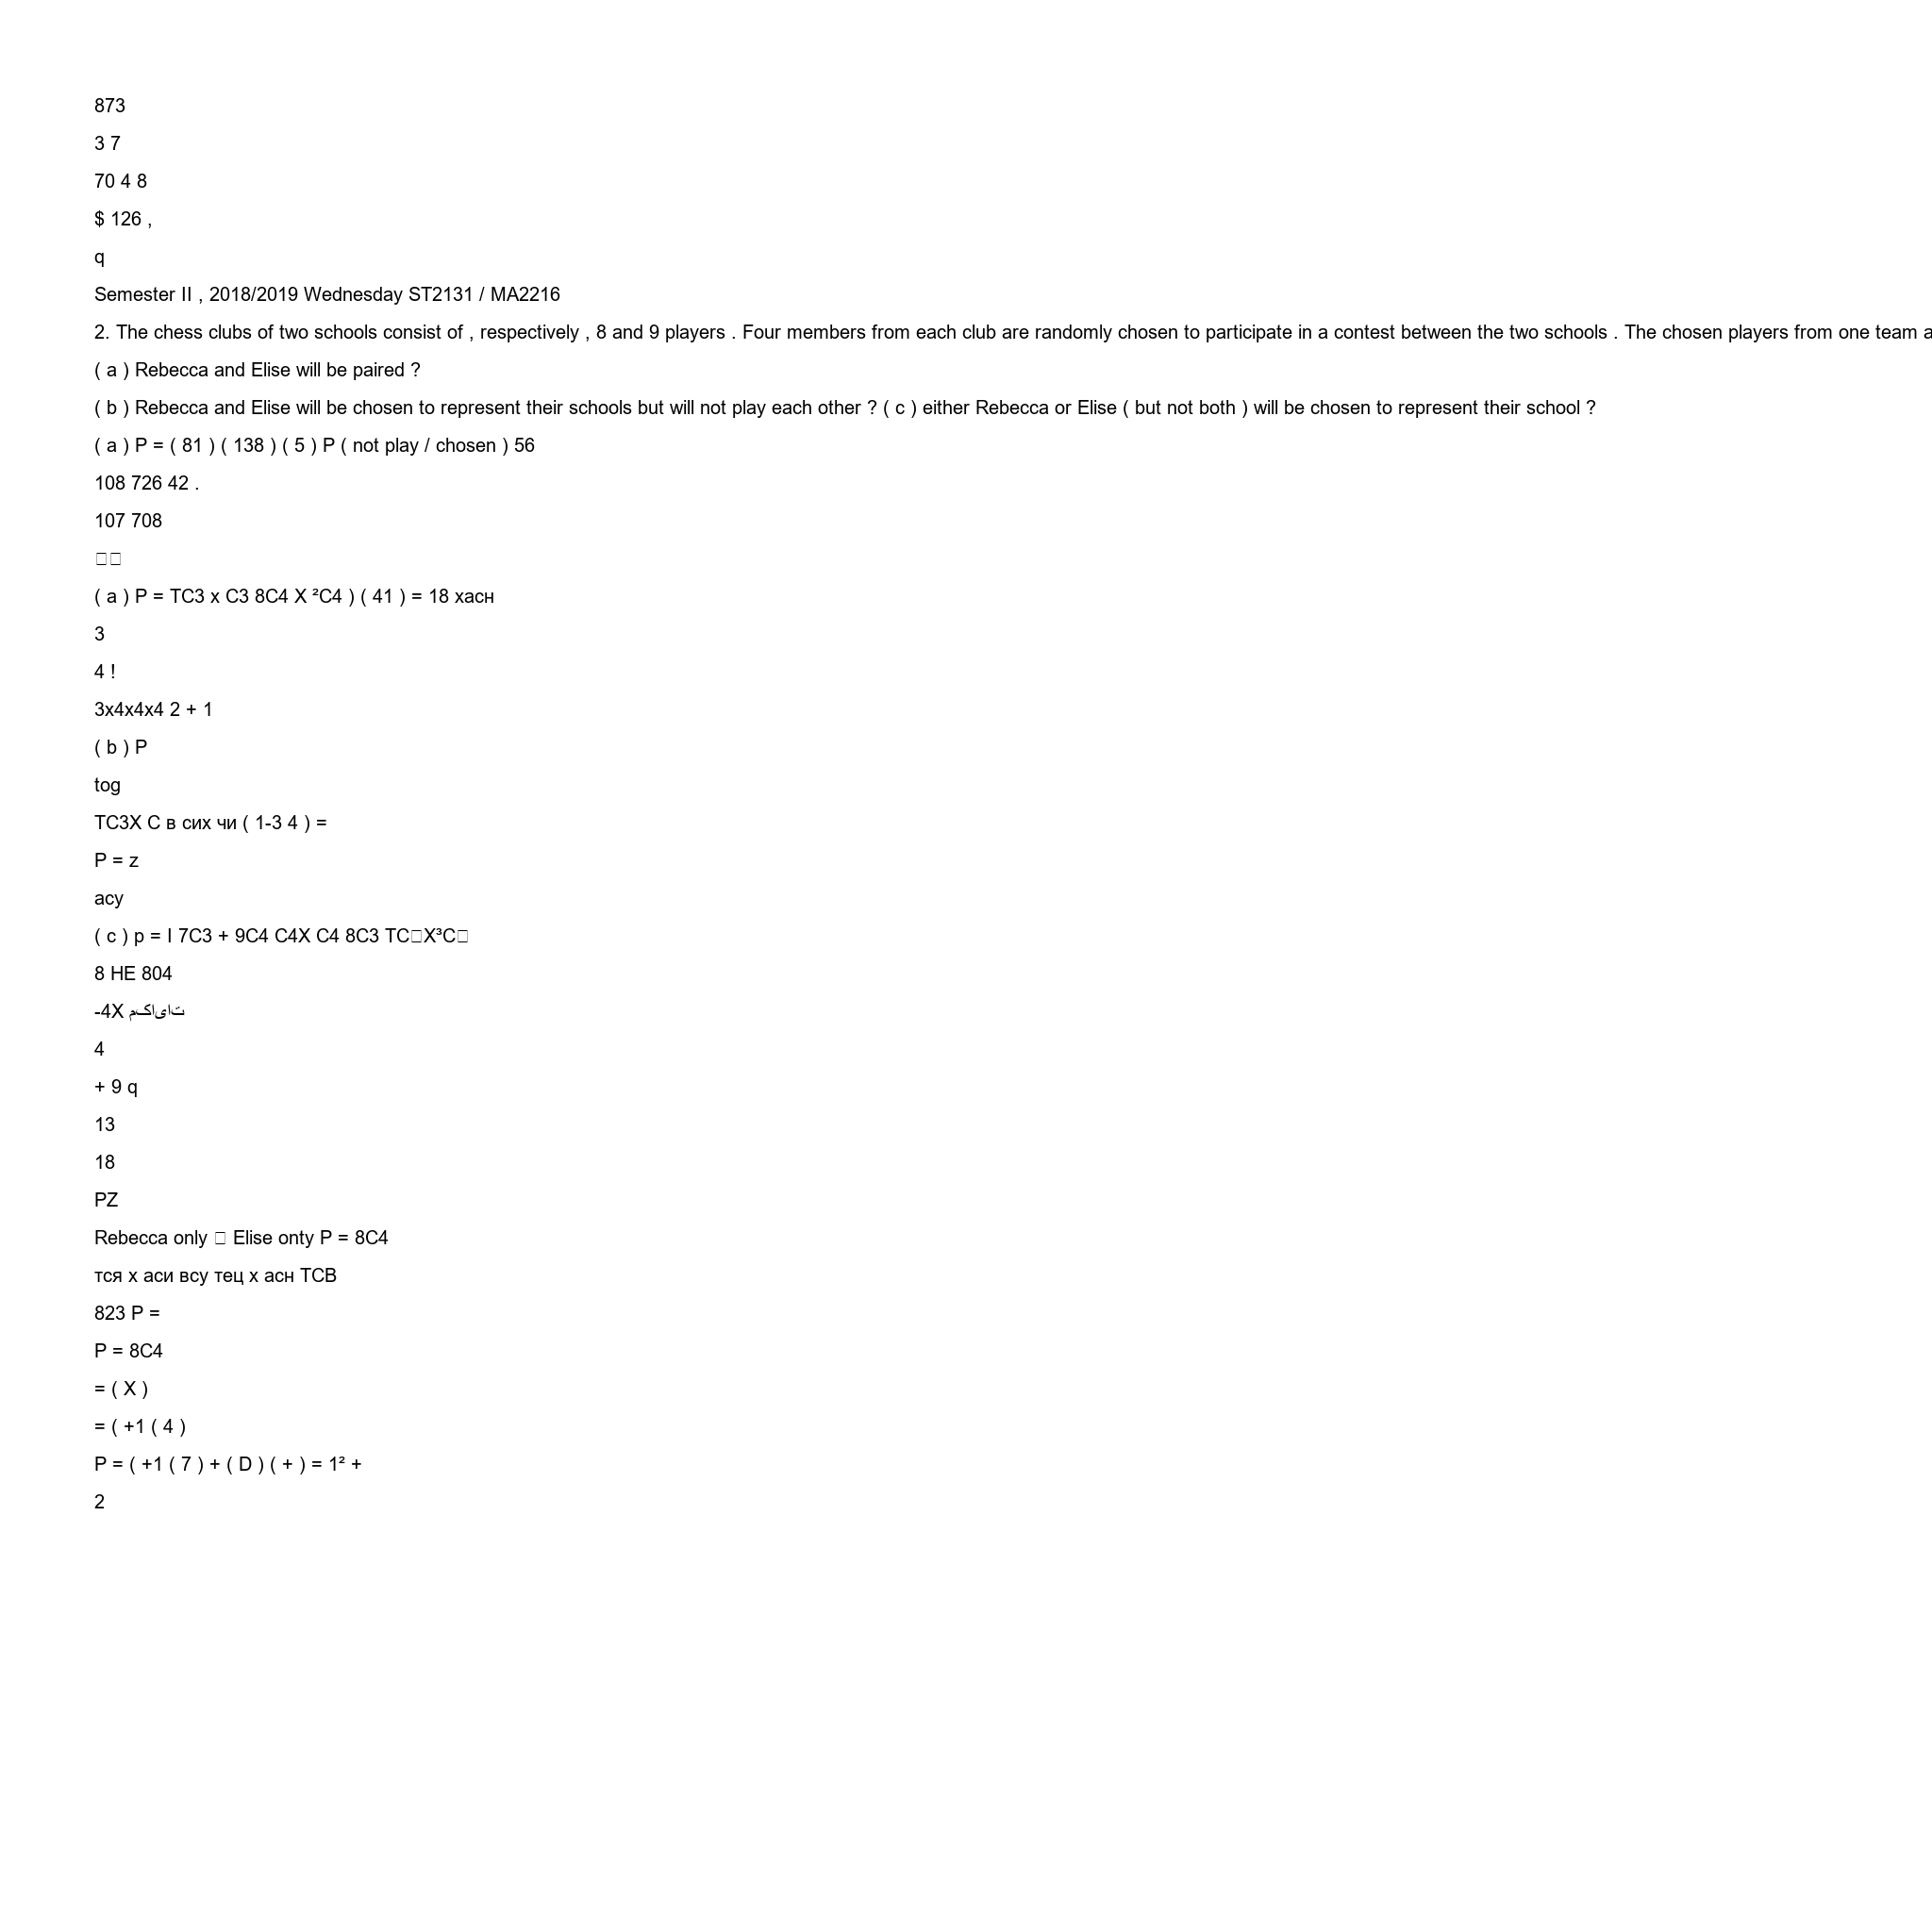 873
3 7
70 4 8
$ 126 ,
q
Semester II , 2018/2019 Wednesday ST2131 / MA2216
2. The chess clubs of two schools consist of , respectively , 8 and 9 players . Four members from each club are randomly chosen to participate in a contest between the two schools . The chosen players from one team a
( a ) Rebecca and Elise will be paired ?
( b ) Rebecca and Elise will be chosen to represent their schools but will not play each other ? ( c ) either Rebecca or Elise ( but not both ) will be chosen to represent their school ?
( a ) P = ( 81 ) ( 138 ) ( 5 ) P ( not play / chosen ) 56
108 726 42 .
107 708
( a ) P = TC3 x C3 8C4 X ²C4 ) ( 41 ) = 18 хасн
3
4 !
3x4x4x4 2 + 1
( b ) P
tog
TC3X C в сих чи ( 1-3 4 ) =
P = z
acy
( c ) p = I 7C3 + 9C4 C4X C4 8C3 TC□X³C□
8 HE 804
-4X تایاکم
4
+ 9 q
13
18
PZ
Rebecca only □ Elise onty P = 8C4
тся х аси всу тец х асн ТСВ
823 P =
P = 8C4
= ( X )
= ( +1 ( 4 )
P = ( +1 ( 7 ) + ( D ) ( + ) = 1² +
2